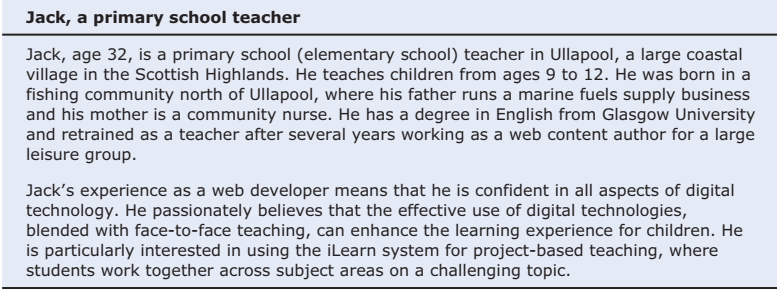 Jack, a primary school teacher
Jack, age 32, is a primary school (elementary school) teacher in Ullapool, a large coastal
village in the Scottish Highlands. He teaches children from ages 9 to 12. He was born in a
fishing community north of Ullapool, where his father runs a marine fuels supply business
and his mother is a community nurse. He has a degree in English from Glasgow University
and retrained as a teacher after several years working as a web content author for a large
leisure group.
Jack’s experience as a web developer means that he is confident in all aspects of digital
technology. He passionately believes that the effective use of digital technologies,
blended with face-to-face teaching, can enhance the learning experience for children. He
is particularly interested in using the iLearn system for project-based teaching, where
students work together across subject areas on a challenging topic.